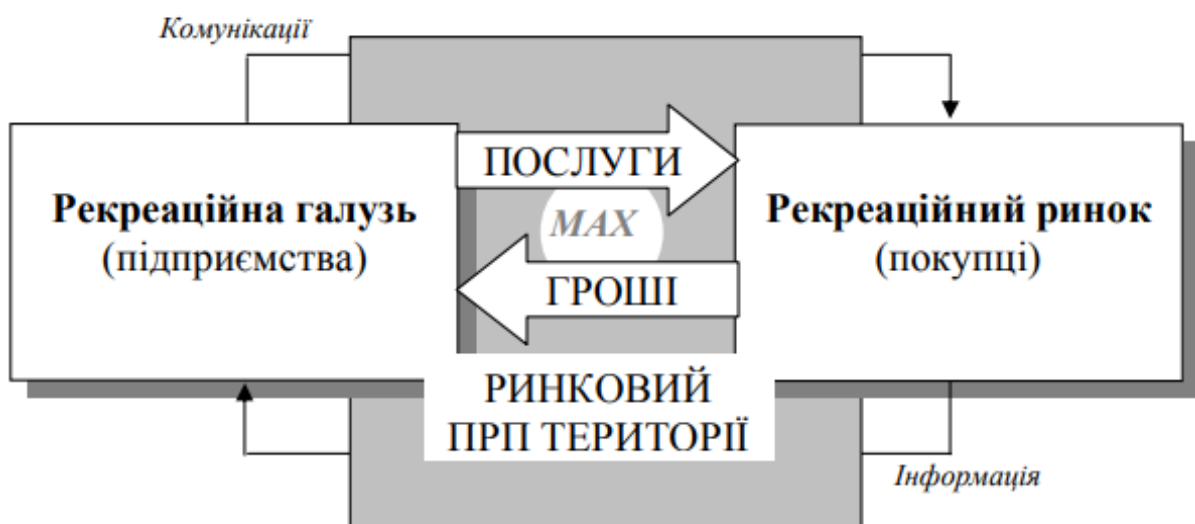 Комунікації
ПОСЛУГИ
Рекреаційна галузь
(підприємства)
MAX
Рекреаційний ринок
(покупці)
ГРОШІ
РИНКОВИЙ
ПРП ТЕРИТОРІЇ
Інформація